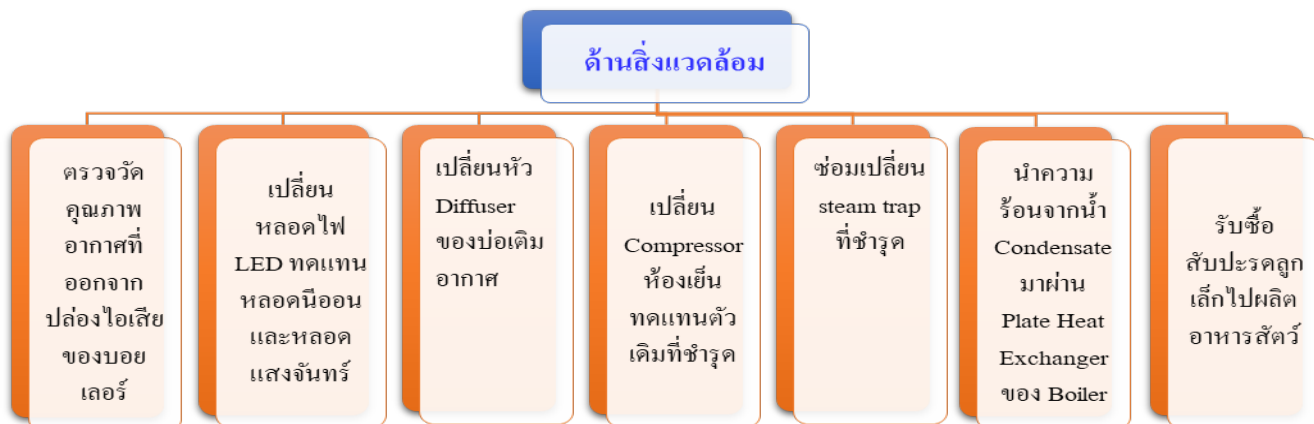 ด้านสิ่งแวดล้อม
ตรวจวัด
คุณภาพ
อากาศที่
ออกจาก
ปล่องไอเสีย
ของบอย
เลอร์
เปลี่ยน
หลอดไฟ
LED ทดแทน
หลอดนีออน
และหลอด
แสงจันทร์
เปลี่ยนหัว
Diffuser
ของบ่อเติม
อากาศ
เปลี่ยน
Compressor
ห้องเย็น
ทดแทนตัว
เดิมที่ชำรุด
ซ่อมเปลี่ยน
steam trap
ที่ชำรุด
นำความ
ร้อนจากน้ำ
Condensate
มาผ่าน
Plate Heat
Exchanger
ของ Boiler
รับซื้อ
สับปะรดลูก
เล็กไปผลิต
อาหารสัตว์